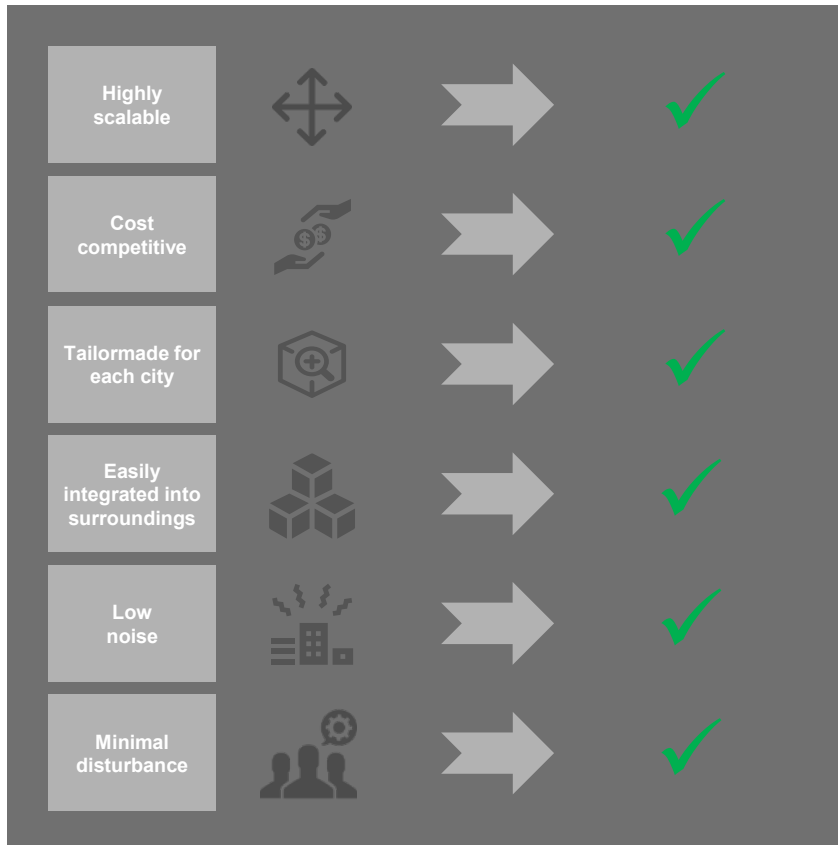 Highly
scalable
Cost
competitive
$$
Tailormade for
each city
Easily
integrated into
surroundings
Low
noise
Minimal
disturbance